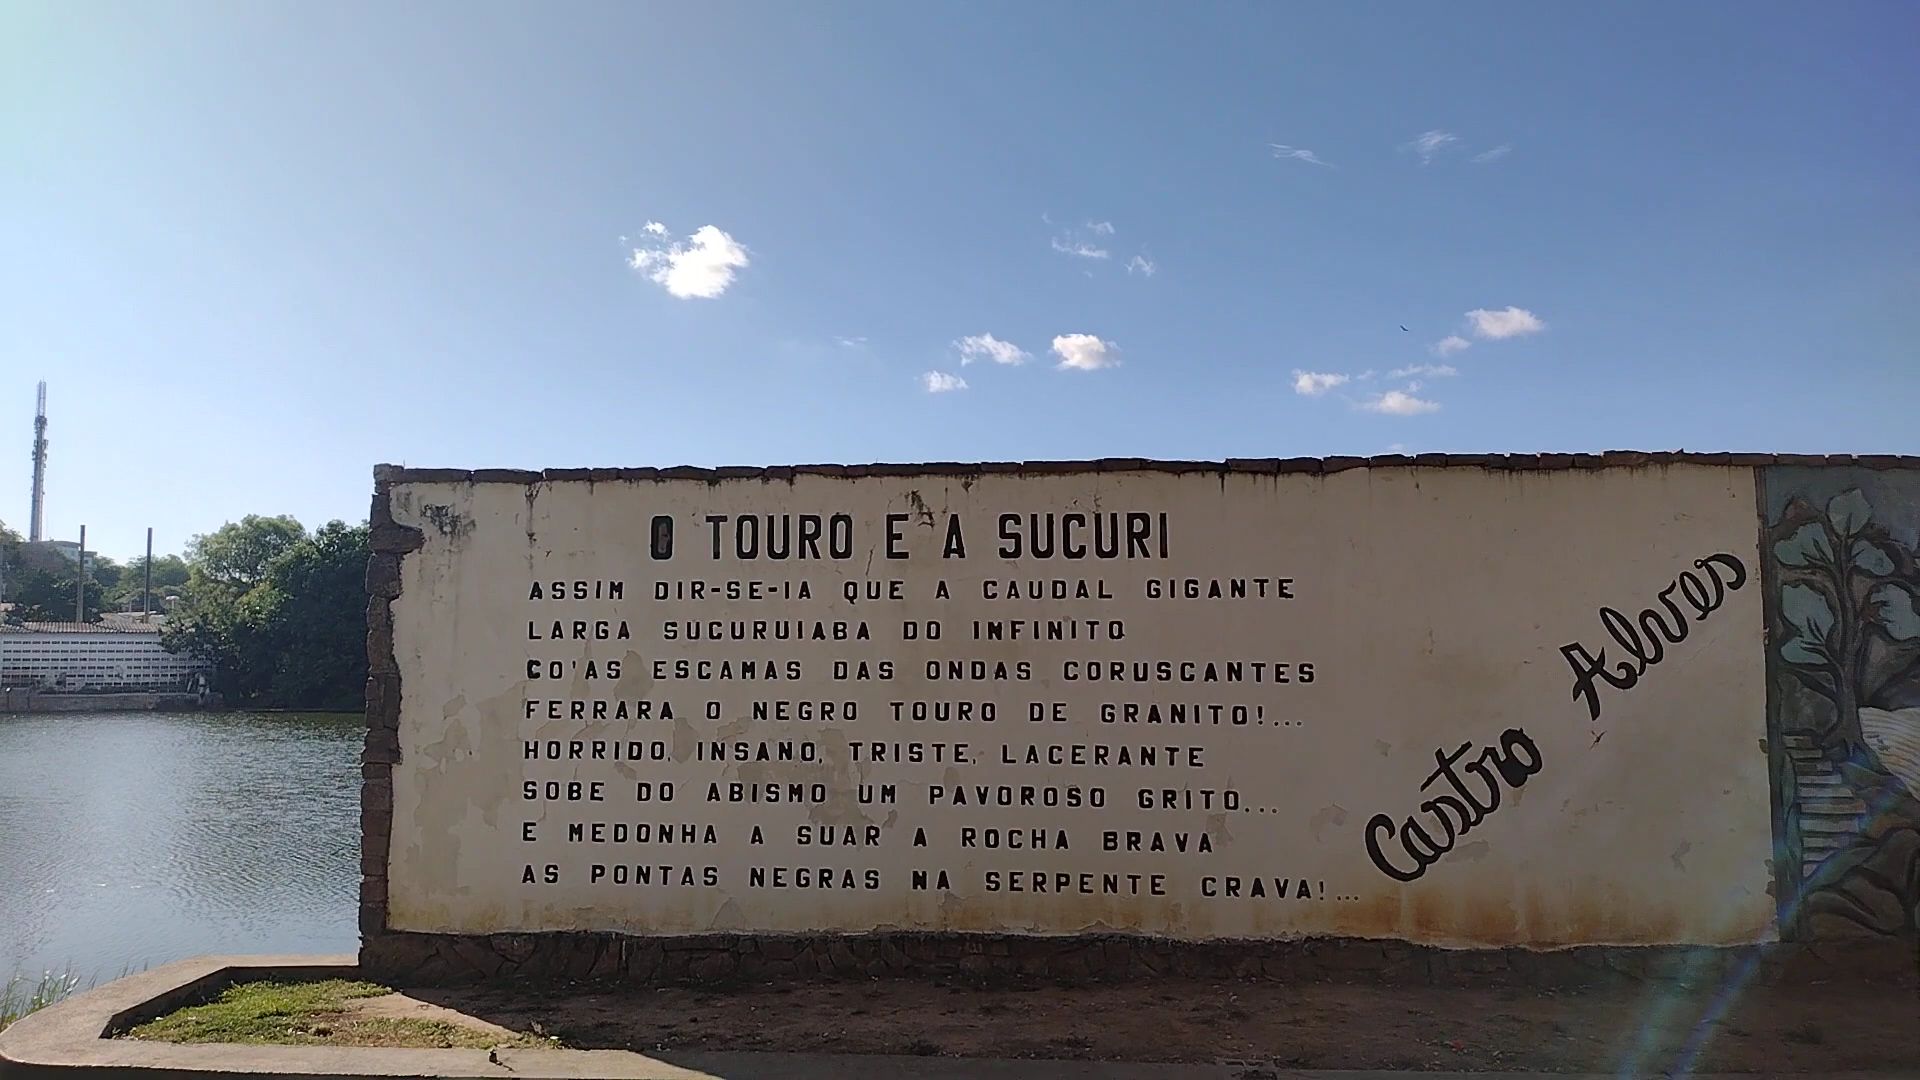 O TOURO E A SUCURI
ASSIM DIR-SE-IA QUE A CAUDAL GIGANTE
LARGA SUCURUIABA DO INFINITO
CO'AS ESCAMAS DAS ONDAS CORUSCANTES
FERRARA O NEGRO TOURO DE GRANITO!...
HORRIDO, INSANO, TRISTE, LACERANTE
SOBE DO ABISMO UM PAVOROSO GRITO...
E MEDONHA A SUAR A ROCHA BRAVA
AS PONTAS NEGRAS NA SERPENTE CRAVA!...
Castro Alves